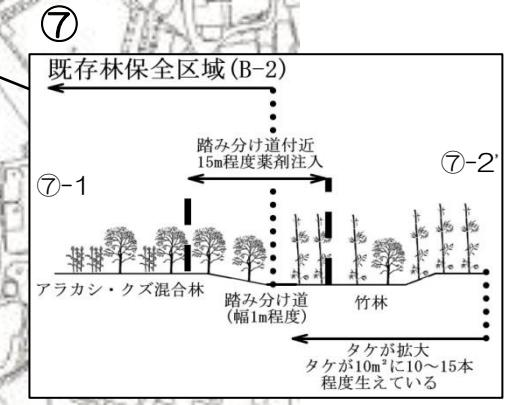 ⑦
既存林保全区域(B-2)
踏み分け道付近
15m程度薬剤注入
⑦-1
⑦-2'
アラカシ・クズ混合林
踏み分け道
(幅1m程度)
竹林
タケが拡大
タケが10m²に10～15本
程度生えている